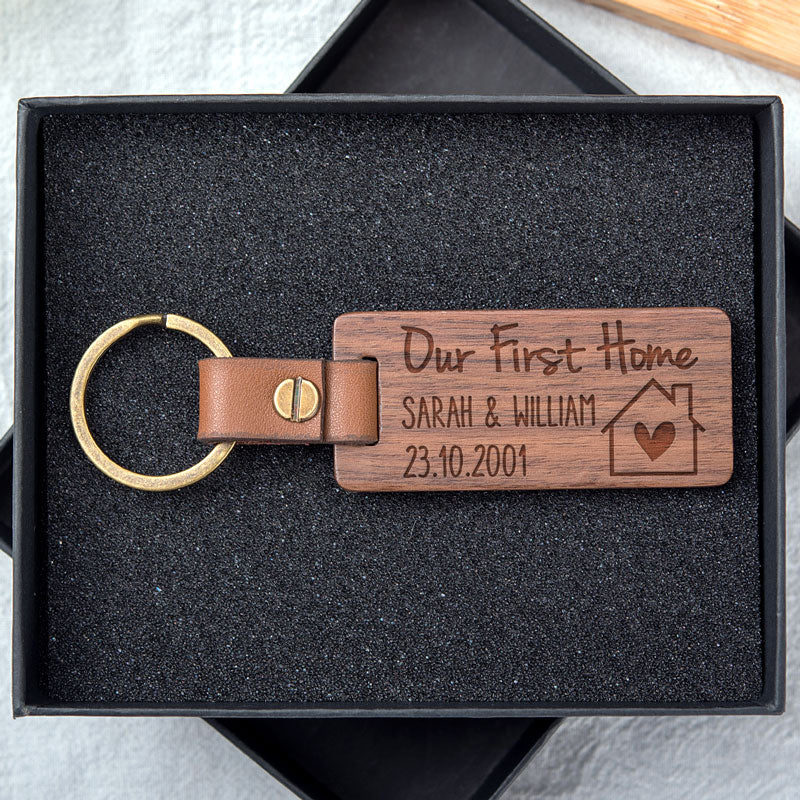 Our First Home
SARAH & WILLIAM
23.10.2001